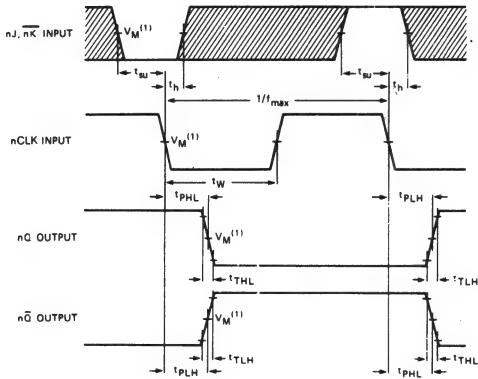 nJ, nK̅ INPUT
V_M(1)
t_su
t_h
t_su
t_h
1/f_max
nCLK INPUT
V_M(1)
t_W
t_PHL
t_PLH
nQ OUTPUT
V_M(1)
t_THL
t_TLH
nQ̅ OUTPUT
V_M(1)
t_TLH
t_THL
t_PLH
t_PHL